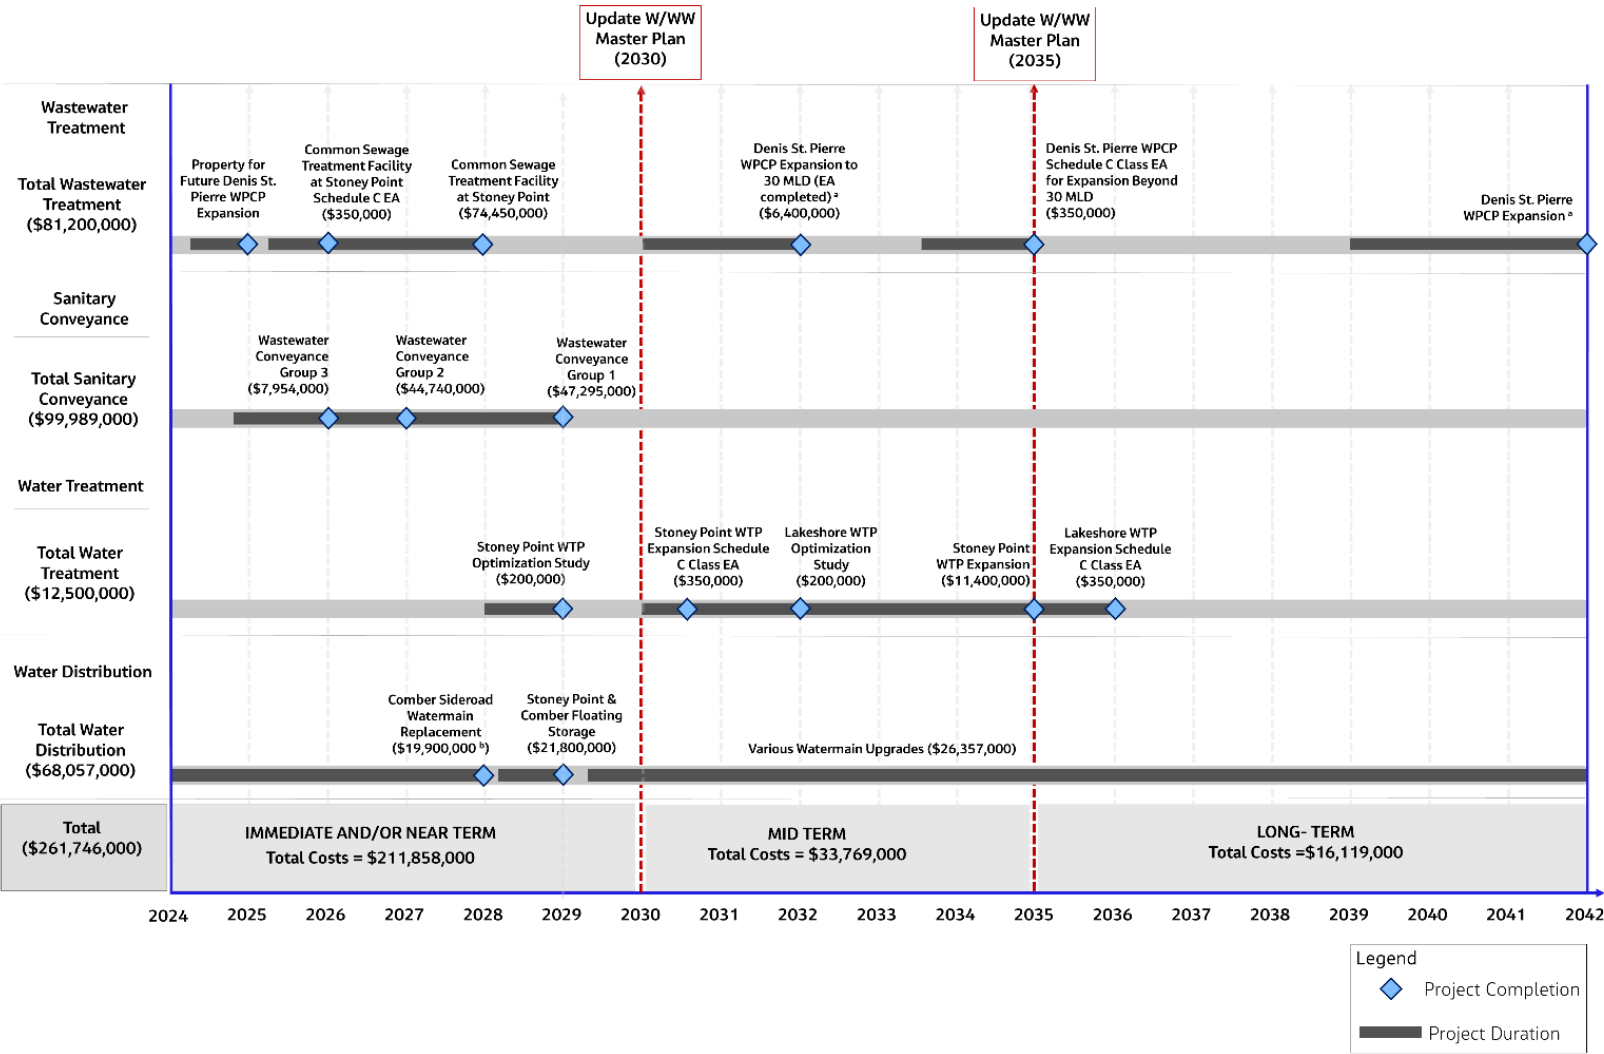 Update W/WW
Master Plan
(2030)
Update W/WW
Master Plan
(2035)
Wastewater
Treatment
Total Wastewater
Treatment
($81,200,000)
Property for
Future Denis St.
Pierre WPCP
Expansion
Common Sewage
Treatment Facility
at Stoney Point
Schedule C EA
($350,000)
Common Sewage
Treatment Facility
at Stoney Point
($74,450,000)
Denis St. Pierre
WPCP Expansion to
30 MLD (EA
completed) a
($6,400,000)
Denis St. Pierre WPCP
Schedule C Class EA
for Expansion Beyond
30 MLD
($350,000)
Denis St. Pierre
WPCP Expansion a
Sanitary
Conveyance
Total Sanitary
Conveyance
($99,989,000)
Wastewater
Conveyance
Group 3
($7,954,000)
Wastewater
Conveyance
Group 2
($44,740,000)
Wastewater
Conveyance
Group 1
($47,295,000)
Water Treatment
Total Water
Treatment
($12,500,000)
Stoney Point WTP
Optimization Study
($200,000)
Stoney Point WTP
Expansion Schedule
C Class EA
($350,000)
Lakeshore WTP
Optimization
Study
($200,000)
Stoney Point
WTP Expansion
($11,400,000)
Lakeshore WTP
Expansion Schedule
C Class EA
($350,000)
Water Distribution
Total Water
Distribution
($68,057,000)
Comber Sideroad
Watermain
Replacement
($19,900,000 b)
Stoney Point &
Comber Floating
Storage
($21,800,000)
Various Watermain Upgrades ($26,357,000)
Total
($261,746,000)
IMMEDIATE AND/OR NEAR TERM
Total Costs = $211,858,000
MID TERM
Total Costs = $33,769,000
LONG- TERM
Total Costs =$16,119,000
2024 2025 2026 2027 2028 2029 2030 2031 2032 2033 2034 2035 2036 2037 2038 2039 2040 2041 2042
Legend
Project Completion
Project Duration